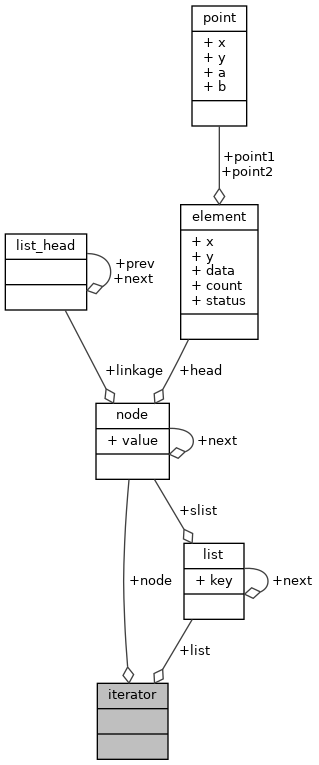 point
+ x
+ y
+ a
+ b
+point1
+point2
element
+ x
+ y
+ data
+ count
+ status
list_head
+prev
+next
+linkage
+head
node
+ value
+next
+slist
+node
list
+ key
+next
+list
iterator